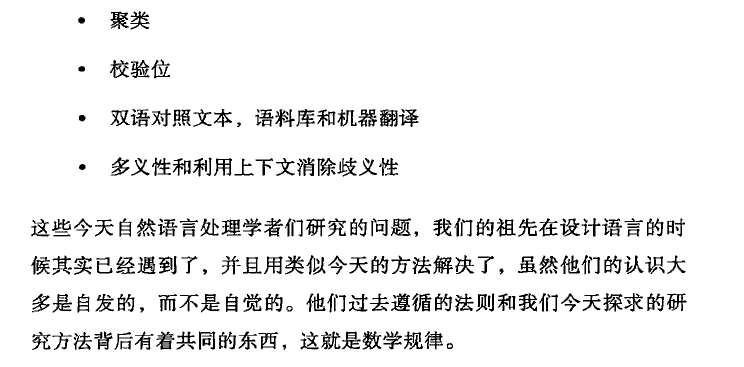 • 聚类
• 校验位
• 双语对照文本，语料库和机器翻译
• 多义性和利用上下文消除歧义性
这些今天自然语言处理学者们研究的问题，我们的祖先在设计语言的时
候其实已经遇到了，并且用类似今天的方法解决了，虽然他们的认识大
多是自发的，而不是自觉的。他们过去遵循的法则和我们今天探求的研
究方法背后有着共同的东西，这就是数学规律。